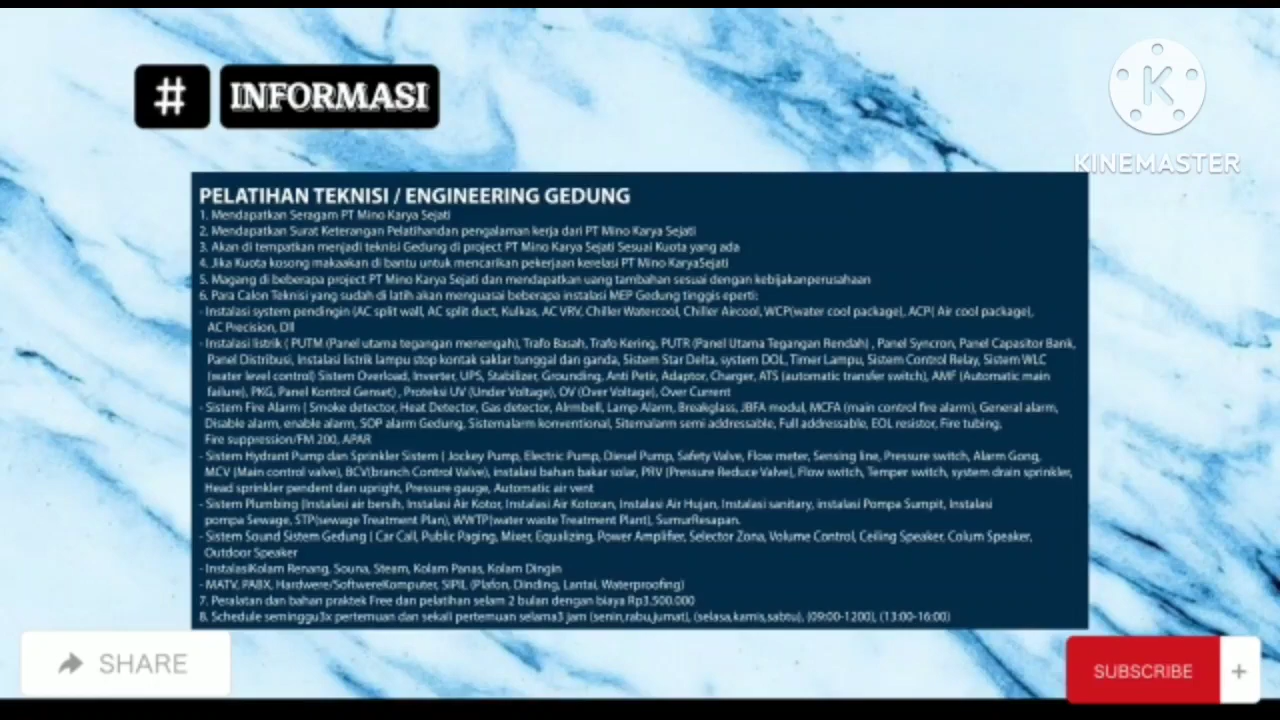 # INFORMASI
KINEMASTER
PELATIHAN TEKNISI / ENGINEERING GEDUNG
1. Mendapatkan Seragam PT Mino Karya Sejati
2. Mendapatkan Surat Keterangan Pelatihandan pengalaman kerja dari PT Mino Karya Sejati
3. Akan di tempatkan menjadi teknisi Gedung di project PT Mino Karya Sejati Sesuai Kuota yang ada
4. Jika Kuota kosong makaakan di bantu untuk mencarikan pekerjaan kerelasi PT Mino KaryaSejati
5. Magang di beberapa project PT Mino Karya Sejati dan mendapatkan uang tambahan sesuai dengan kebijakanperusahaan
6. Para Calon Teknisi yang sudah di latih akan menguasai beberapa instalasi MEP Gedung tinggis eperti:
- Instalasi system pendingin (AC split wall, AC split duct, Kulkas, AC VRV, Chiller Watercool, Chiller Aircool, WCP(water cool package), ACP( Air cool package),
AC Precision, Dll
- Instalasi listrik ( PUTM (Panel utama tegangan menengah), Trafo Basah, Trafo Kering, PUTR (Panel Utama Tegangan Rendah) , Panel Syncron, Panel Capasitor Bank,
Panel Distribusi, Instalasi listrik lampu stop kontak saklar tunggal dan ganda, Sistem Star Delta, system DOL, Timer Lampu, Sistem Control Relay, Sistem WLC
(water level control) Sistem Overload, Inverter, UPS, Stabilizer, Grounding, Anti Petir, Adaptor, Charger, ATS (automatic transfer switch), AMF (Automatic main
failure), PKG, Panel Kontrol Genset) , Proteksi UV (Under Voltage), OV (Over Voltage), Over Current
- Sistem Fire Alarm ( Smoke detector, Heat Detector, Gas detector, Alrmbell, Lamp Alarm, Breakglass, JBFA modul, MCFA (main control fire alarm), General alarm,
Disable alarm, enable alarm, SOP alarm Gedung, Sistemalarm konventional, Sitemalarm semi addressable, Full addressable, EOL resistor, Fire tubing,
Fire suppression/FM 200, APAR
- Sistem Hydrant Pump dan Sprinkler Sistem ( Jockey Pump, Electric Pump, Diesel Pump, Safety Valve, Flow meter, Sensing line, Pressure switch, Alarm Gong,
MCV (Main control valve), BCV(branch Control Valve), instalasi bahan bakar solar, PRV (Pressure Reduce Valve), Flow switch, Temper switch, system drain sprinkler,
Head sprinkler pendent dan upright, Pressure gauge, Automatic air vent
- Sistem Plumbing (Instalasi air bersih, Instalasi Air Kotor, Instalasi Air Kotoran, Instalasi Air Hujan, Instalasi sanitary, instalasi Pompa Sumpit, Instalasi
pompa Sewage, STP(sewage Treatment Plan), WWTP(water waste Treatment Plant), SumurResapan.
- Sistem Sound Sistem Gedung ( Car Call, Public Paging, Mixer, Equalizing, Power Amplifier, Selector Zona, Volume Control, Ceiling Speaker, Colum Speaker,
Outdoor Speaker
- InstalasiKolam Renang, Souna, Steam, Kolam Panas, Kolam Dingin
- MATV, PABX, Hardwere/SoftwereKomputer, SIPIL (Plafon, Dinding, Lantai, Waterproofing)
7. Peralatan dan bahan praktek Free dan pelatihan selam 2 bulan dengan biaya Rp3.500.000
8. Schedule seminggu3x pertemuan dan sekali pertemuan selama3 jam (senin,rabu,jumat), (selasa,kamis,sabtu), (09:00-1200), (13:00-16:00)
SHARE
SUBSCRIBE +